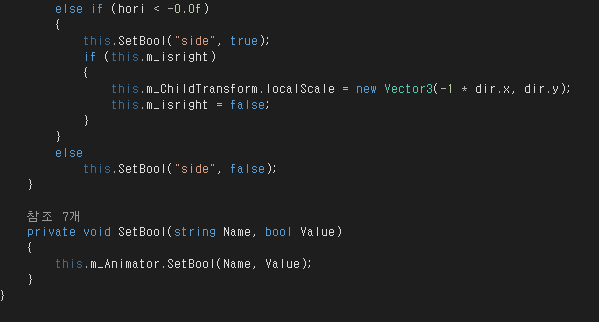 else if (hori < -0.0f)
{
this.SetBool("side", true);
if (this.m_isright)
{
this.m_ChildTransform.localScale = new Vector3(-1 * dir.x, dir.y);
this.m_isright = false;
}
}
else
this.SetBool("side", false);
}
참조 7개
private void SetBool(string Name, bool Value)
{
this.m_Animator.SetBool(Name, Value);
}
}